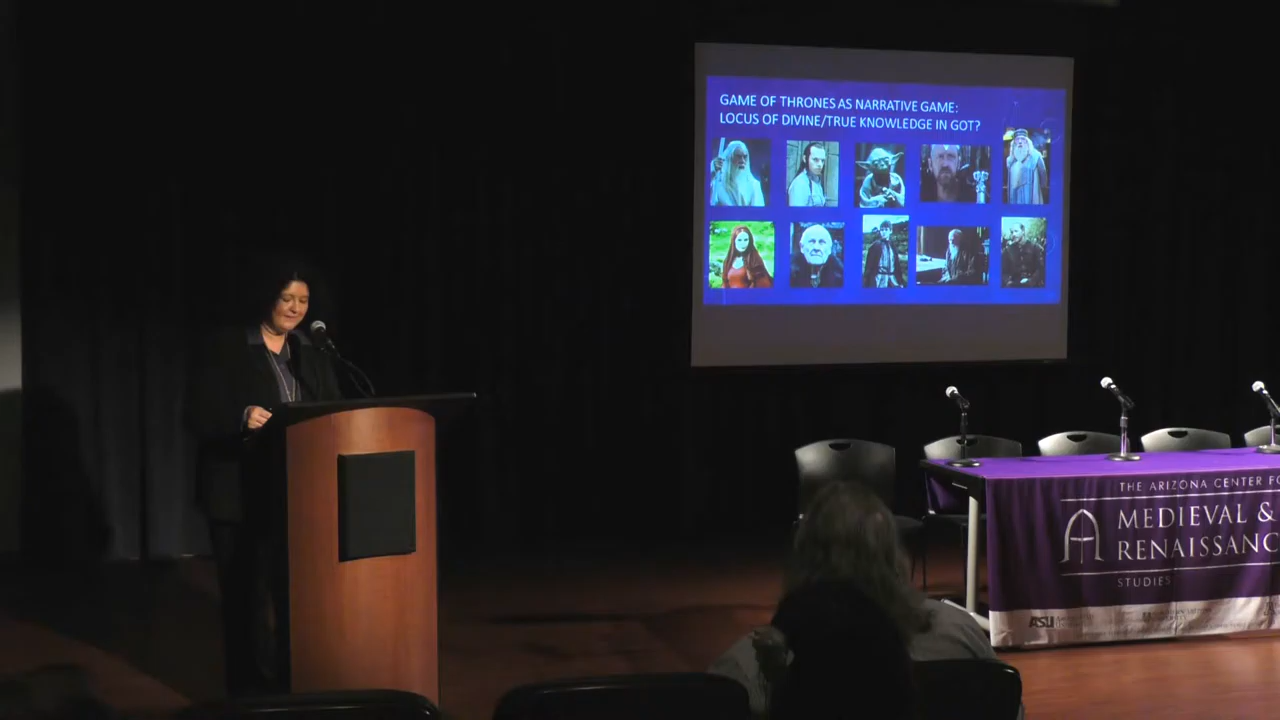 GAME OF THRONES AS NARRATIVE GAME:
LOCUS OF DIVINE/TRUE KNOWLEDGE IN GOT?
THE ARIZONA CENTER FO
MEDIEVAL &
RENAISSANC
STUDIES
ASU